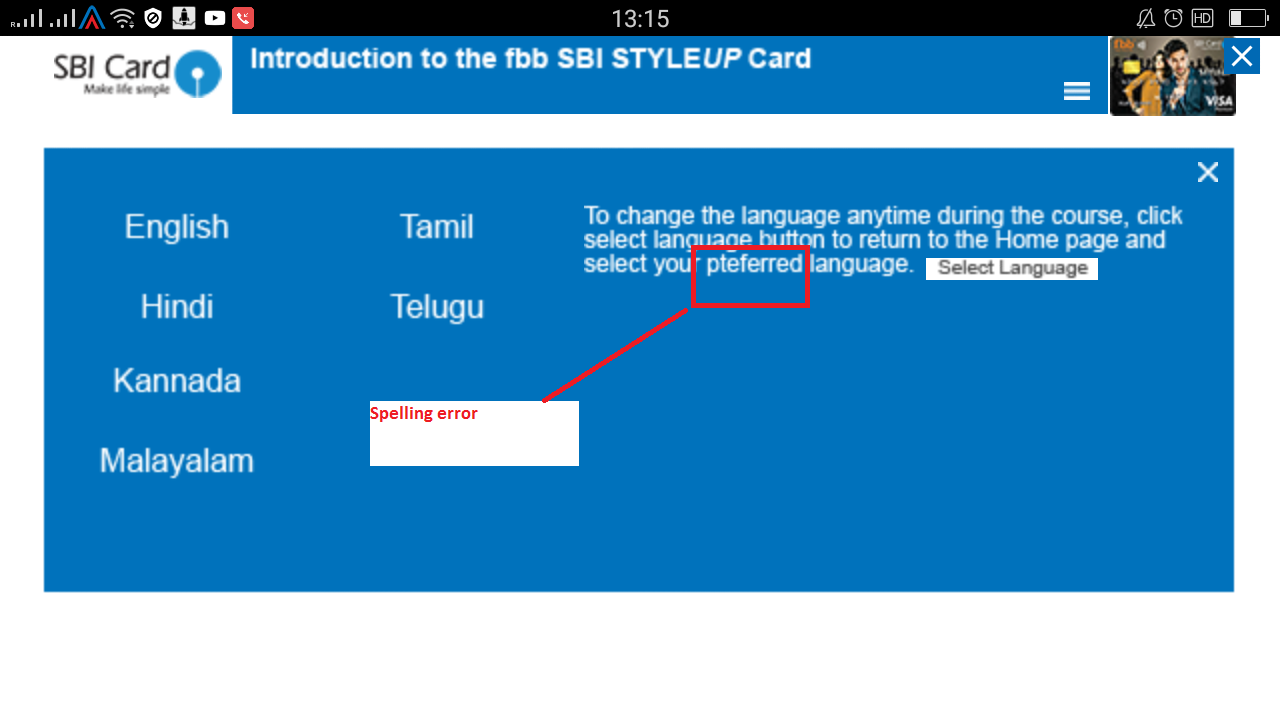 13:15
HD
SBI Card
Make life simple
Introduction to the fbb SBI STYLEUP Card
fbb
VISA
English
Tamil
Hindi
Telugu
Kannada
Malayalam
To change the language anytime during the course, click
select language button to return to the Home page and
select your pteferred language.
Select Language
Spelling error